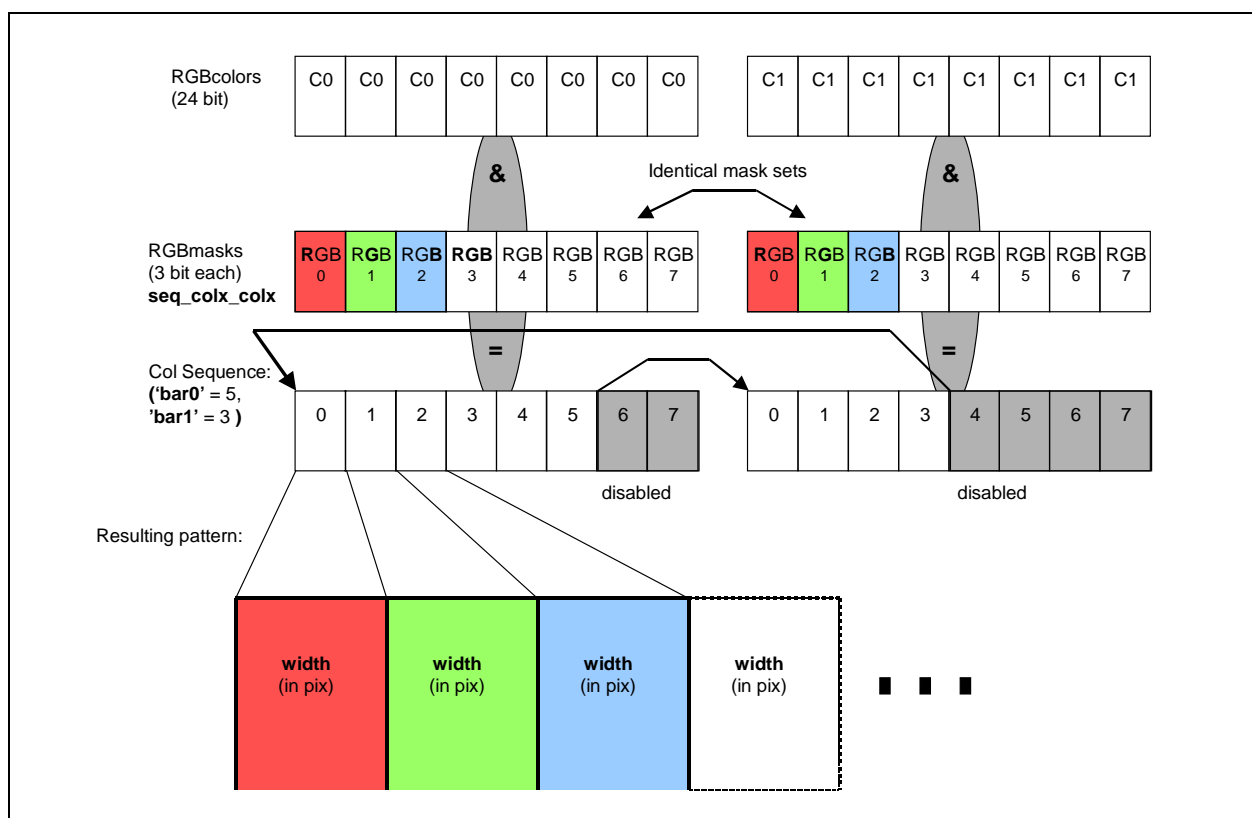 RGBcolors
(24 bit)
C0 C0 C0 C0 C0 C0 C0 C0
C1 C1 C1 C1 C1 C1 C1 C1
&
&
Identical mask sets
RGBmasks
(3 bit each)
seq_colx_colx
RGB RGB RGB RGB RGB RGB RGB RGB
0 1 2 3 4 5 6 7
RGB RGB RGB RGB RGB RGB RGB RGB
0 1 2 3 4 5 6 7
=
=
Col Sequence:
(‘bar0’ = 5,
’bar1’ = 3 )
0 1 2 3 4 5 6 7
0 1 2 3 4 5 6 7
disabled
disabled
Resulting pattern:
width
(in pix)
width
(in pix)
width
(in pix)
width
(in pix)